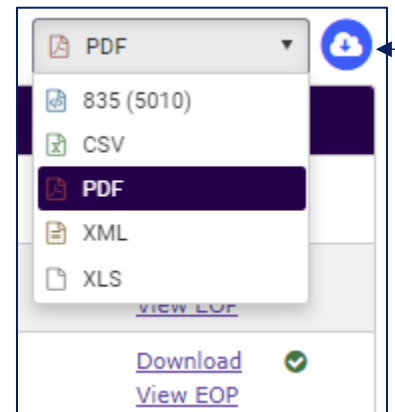 PDF
835 (5010)
CSV
PDF
XML
XLS
View EOP
Download
View EOP